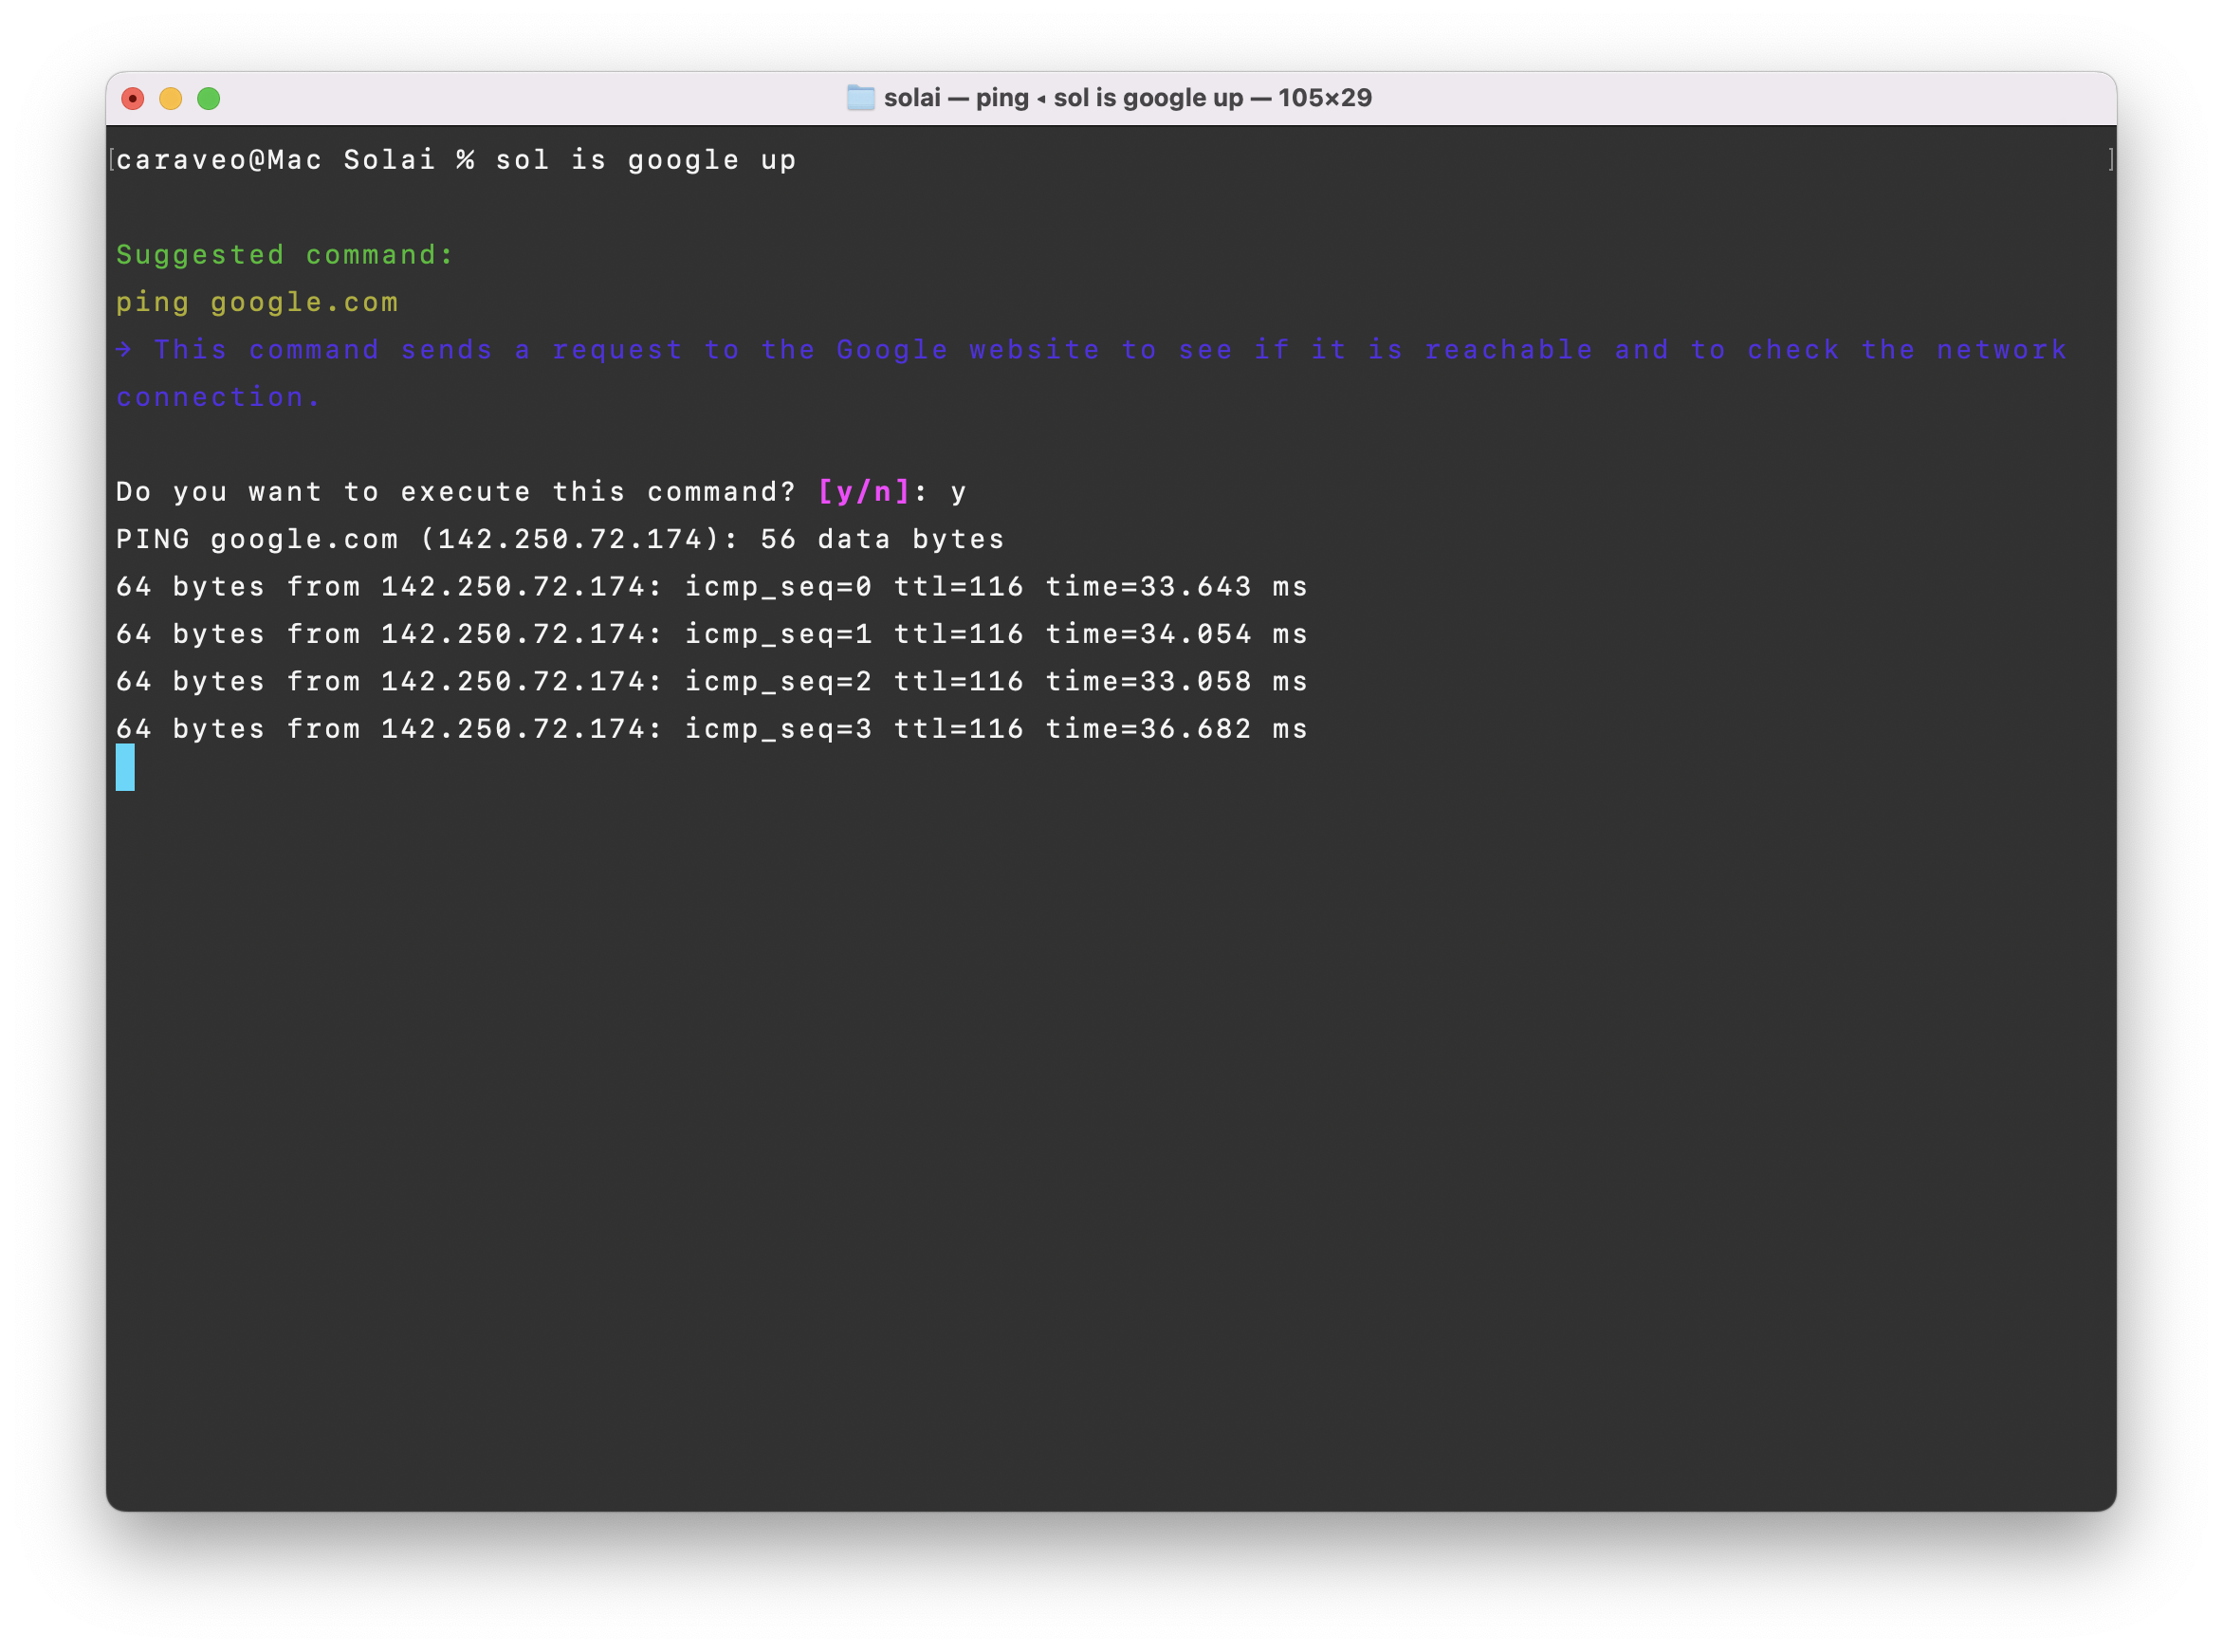 solai — ping ◂ sol is google up — 105×29
[caraveo@Mac Solai % sol is google up ]
Suggested command:
ping google.com
→ This command sends a request to the Google website to see if it is reachable and to check the network
connection.
Do you want to execute this command? [y/n]: y
PING google.com (142.250.72.174): 56 data bytes
64 bytes from 142.250.72.174: icmp_seq=0 ttl=116 time=33.643 ms
64 bytes from 142.250.72.174: icmp_seq=1 ttl=116 time=34.054 ms
64 bytes from 142.250.72.174: icmp_seq=2 ttl=116 time=33.058 ms
64 bytes from 142.250.72.174: icmp_seq=3 ttl=116 time=36.682 ms